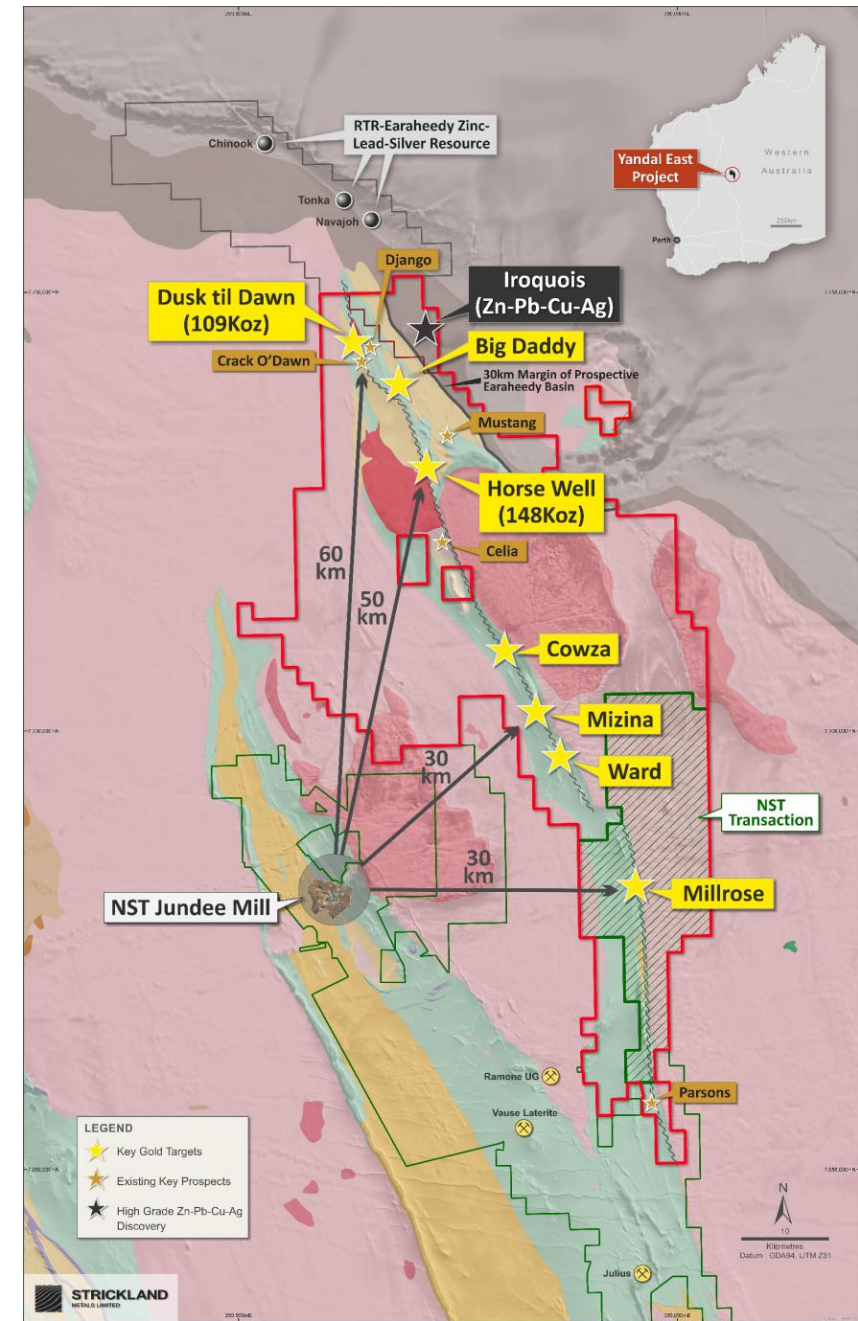 RTR-Earaheedy Zinc-
Lead-Silver Resource
Chinook
Tonka
Navajoh
Yandal East
Project
Western
Australia
Perth
250km
Django
Iroquois
(Zn-Pb-Cu-Ag)
Dusk til Dawn
(109Koz)
Crack O'Dawn
Big Daddy
30km Margin of Prospective
Earaheedy Basin
Mustang
Horse Well
(148Koz)
Celia
60
km
50
km
Cowza
Mizina
Ward
30
km
NST
Transaction
30
km
Millrose
NST Jundee Mill
Ramone UG
Parsons
Vause Laterite
Julius
LEGEND
Key Gold Targets
Existing Key Prospects
High Grade Zn-Pb-Cu-Ag
Discovery
N
10
Kilometres
Datum : GDA94, UTM Z51
STRICKLAND
METALS LIMITED